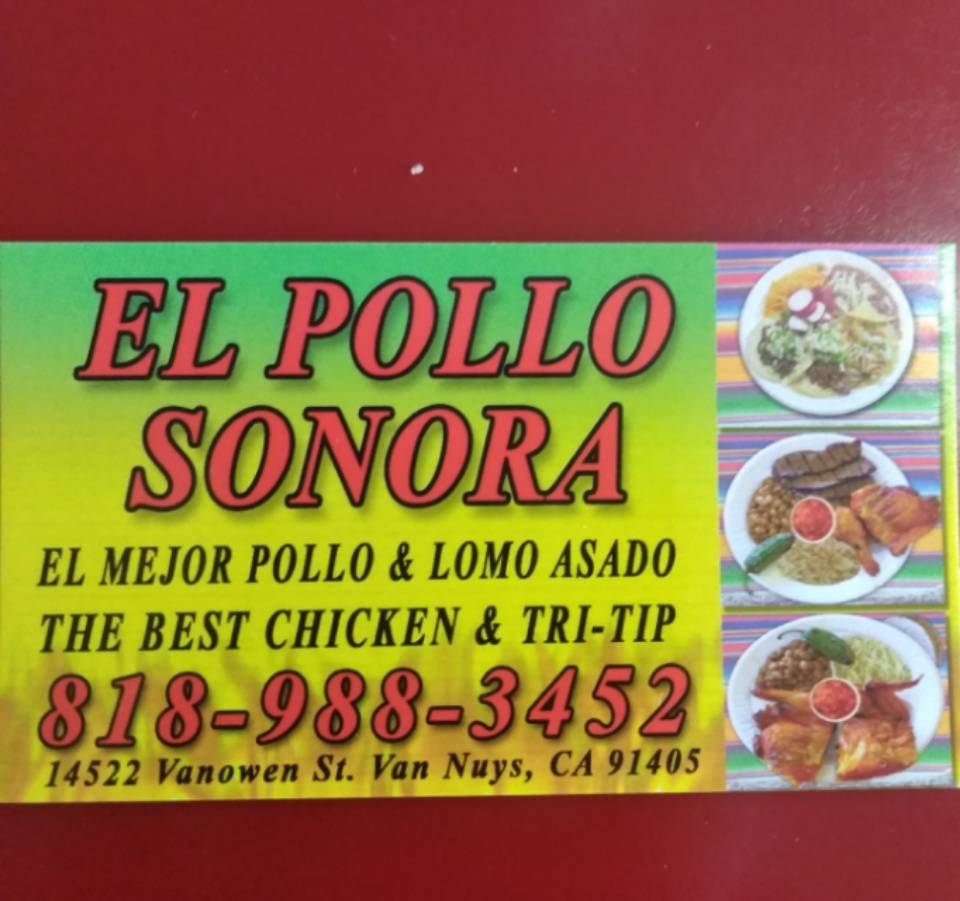 EL POLLO
SONORA
EL MEJOR POLLO & LOMO ASADO
THE BEST CHICKEN & TRI-TIP
818-988-3452
14522 Vanowen St. Van Nuys, CA 91405